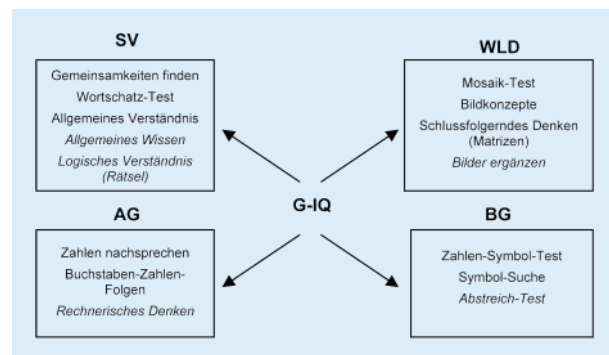 SV
Gemeinsamkeiten finden
Wortschatz-Test
Allgemeines Verständnis
Allgemeines Wissen
Logisches Verständnis
(Rätsel)
WLD
Mosaik-Test
Bildkonzepte
Schlussfolgerndes Denken
(Matrizen)
Bilder ergänzen
G-IQ
AG
Zahlen nachsprechen
Buchstaben-Zahlen-
Folgen
Rechnerisches Denken
BG
Zahlen-Symbol-Test
Symbol-Suche
Abstreich-Test